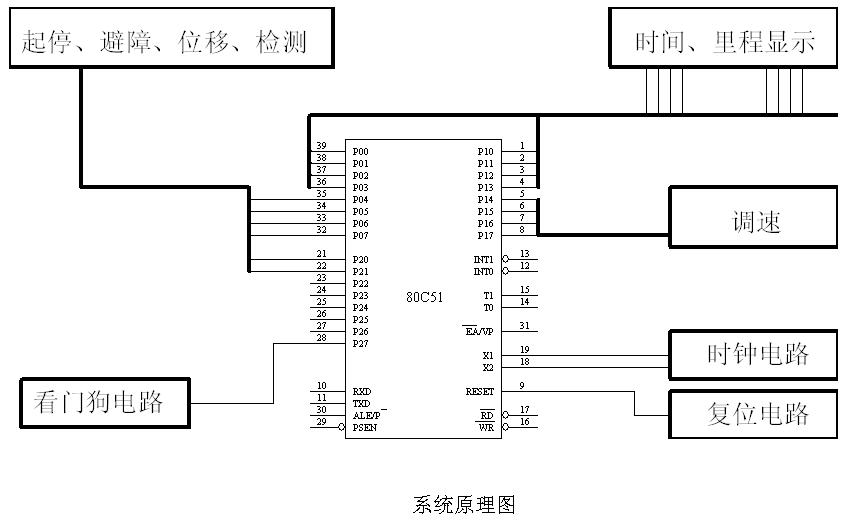 起停、避障、位移、检测
时间、里程显示
39 P00 P10 1
38 P01 P11 2
37 P02 P12 3
36 P03 P13 4
35 P04 P14 5
34 P05 P15 6
33 P06 P16 7
32 P07 P17 8
调速
21 P20 INT1 13
22 P21 INT0 12
23 P22
24 P23 T1 15
25 P24 T0 14
80C51
26 P25
27 P26 EA/VP 31
28 P27
X1 19
X2 18
时钟电路
看门狗电路
10 RXD RESET 9
11 TXD
复位电路
30 ALE/P RD 17
29 PSEN WR 16
系统原理图